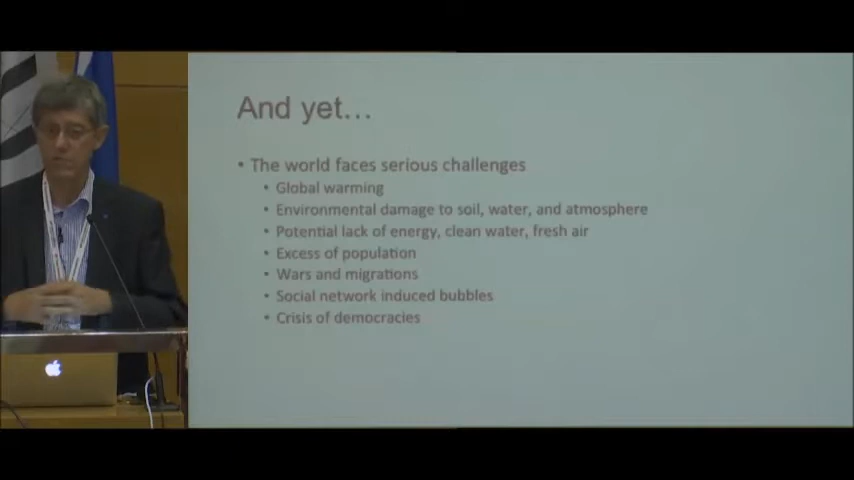 And yet...
• The world faces serious challenges
• Global warming
• Environmental damage to soil, water, and atmosphere
• Potential lack of energy, clean water, fresh air
• Excess of population
• Wars and migrations
• Social network induced bubbles
• Crisis of democracies